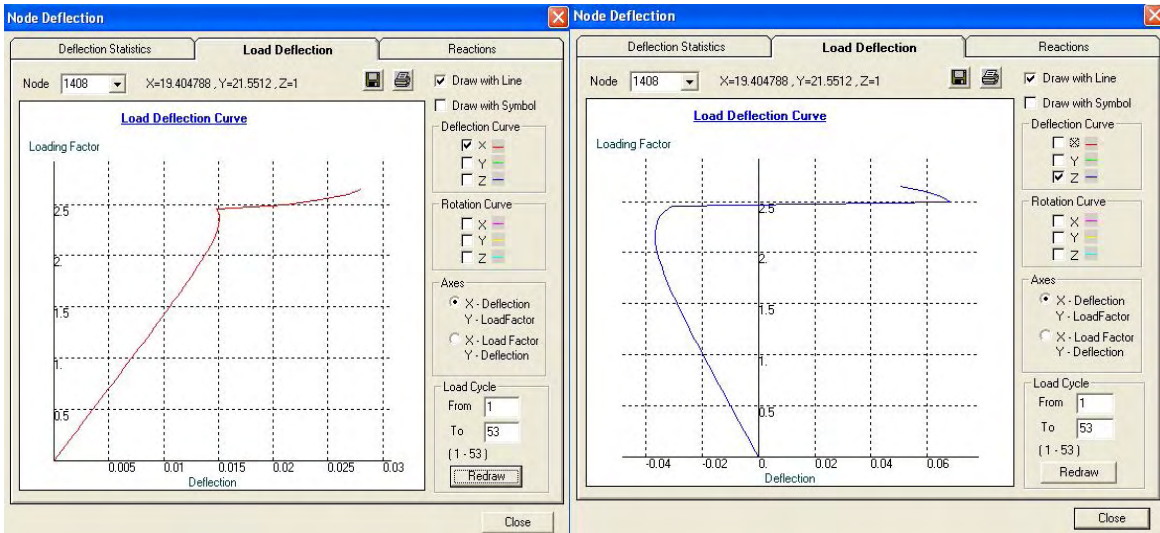 Node Deflection
Deflection Statistics Load Deflection Reactions
Node 1408 X=19.404788 , Y=21.5512 , Z=1
Draw with Line
Draw with Symbol
Load Deflection Curve
Loading Factor
2.5
2.
1.5
1.
0.5
0.005 0.01 0.015 0.02 0.025 0.03
Deflection
Deflection Curve
X
Y
Z
Rotation Curve
X
Y
Z
Axes
X - Deflection
Y - LoadFactor
X - Load Factor
Y - Deflection
Load Cycle
From 1
To 53
( 1 - 53 )
Redraw
Close
Node Deflection
Deflection Statistics Load Deflection Reactions
Node 1408 X=19.404788 , Y=21.5512 , Z=1
Draw with Line
Draw with Symbol
Load Deflection Curve
Loading Factor
2.5
2.
1.5
1.
0.5
-0.04 -0.02 0. 0.02 0.04 0.06
Deflection
Deflection Curve
X
Y
Z
Rotation Curve
X
Y
Z
Axes
X - Deflection
Y - LoadFactor
X - Load Factor
Y - Deflection
Load Cycle
From 1
To 53
( 1 - 53 )
Redraw
Close